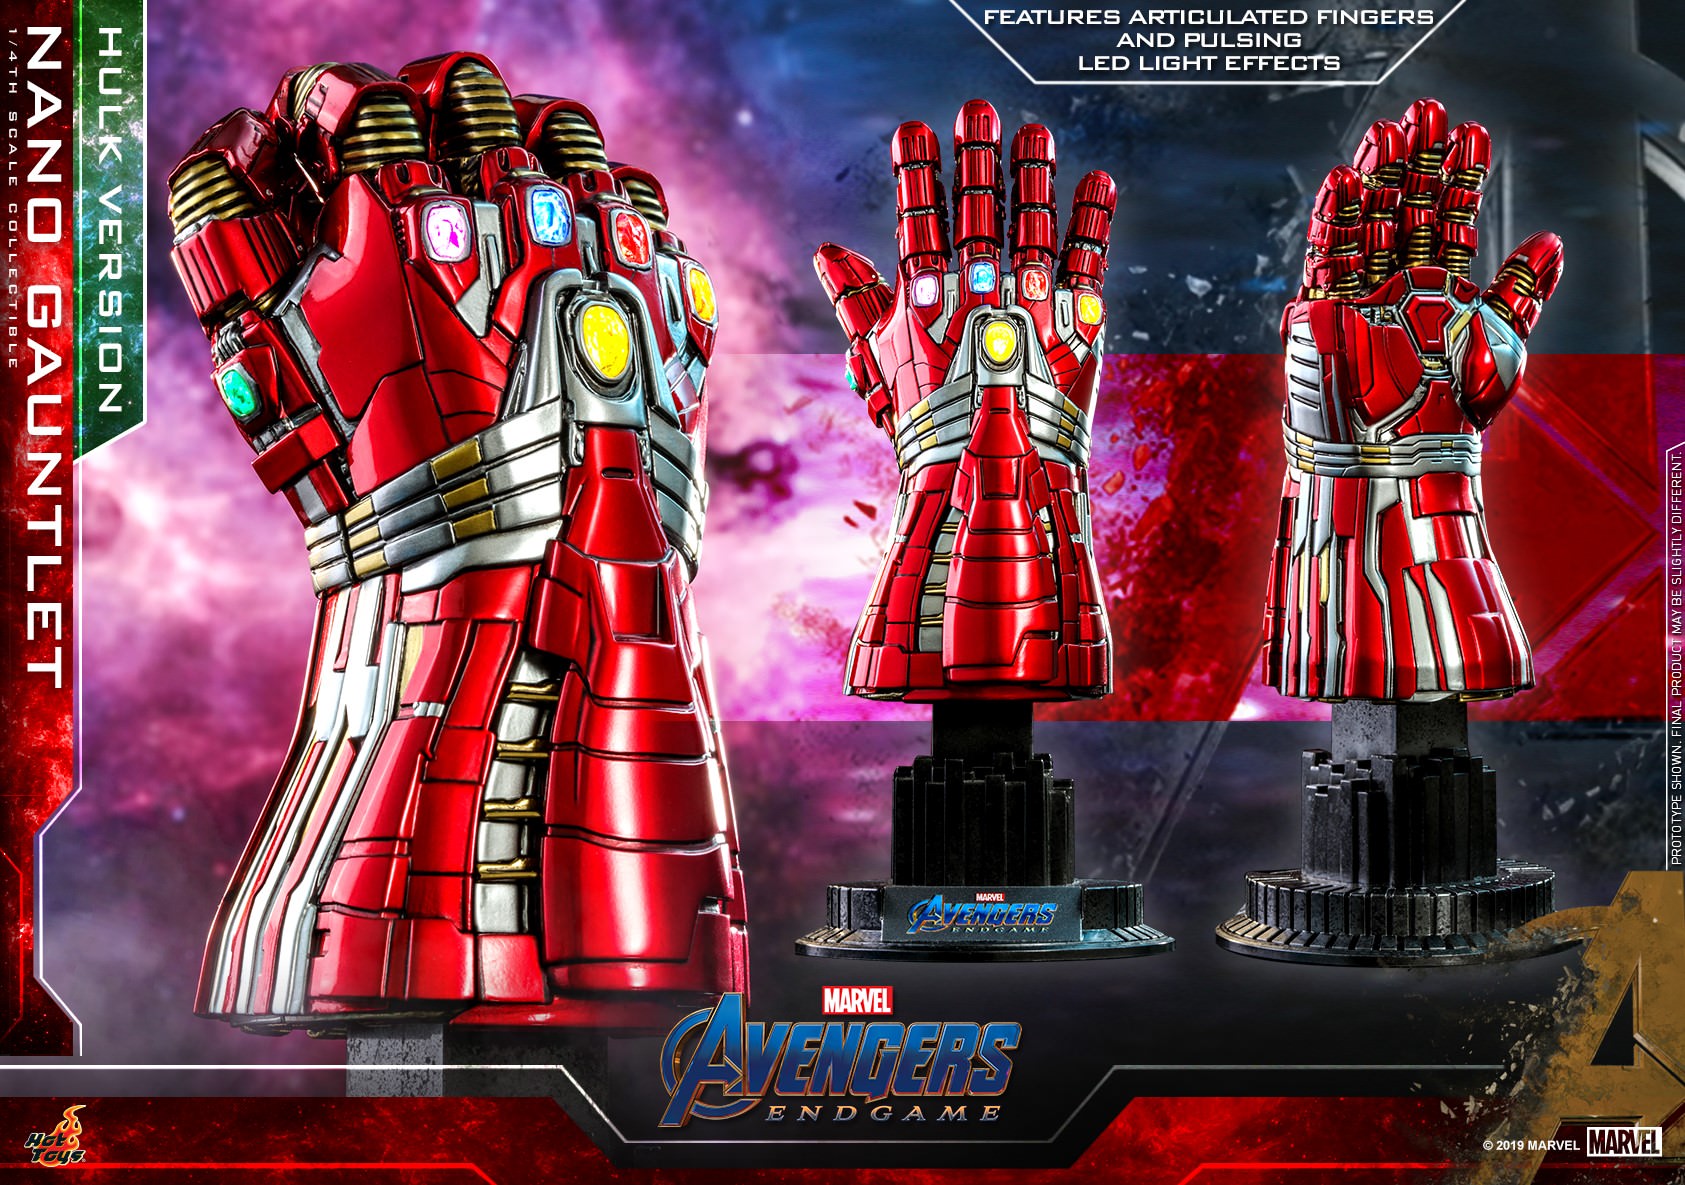 HULK VERSION
NANO GAUNTLET
1/4TH SCALE COLLECTIBLE
FEATURES ARTICULATED FINGERS
AND PULSING
LED LIGHT EFFECTS
PROTOTYPE SHOWN. FINAL PRODUCT MAY BE SLIGHTLY DIFFERENT.
MARVEL
AVENGERS
ENDGAME
MARVEL
AVENGERS
ENDGAME
Hot
Toys
© 2019 MARVEL MARVEL